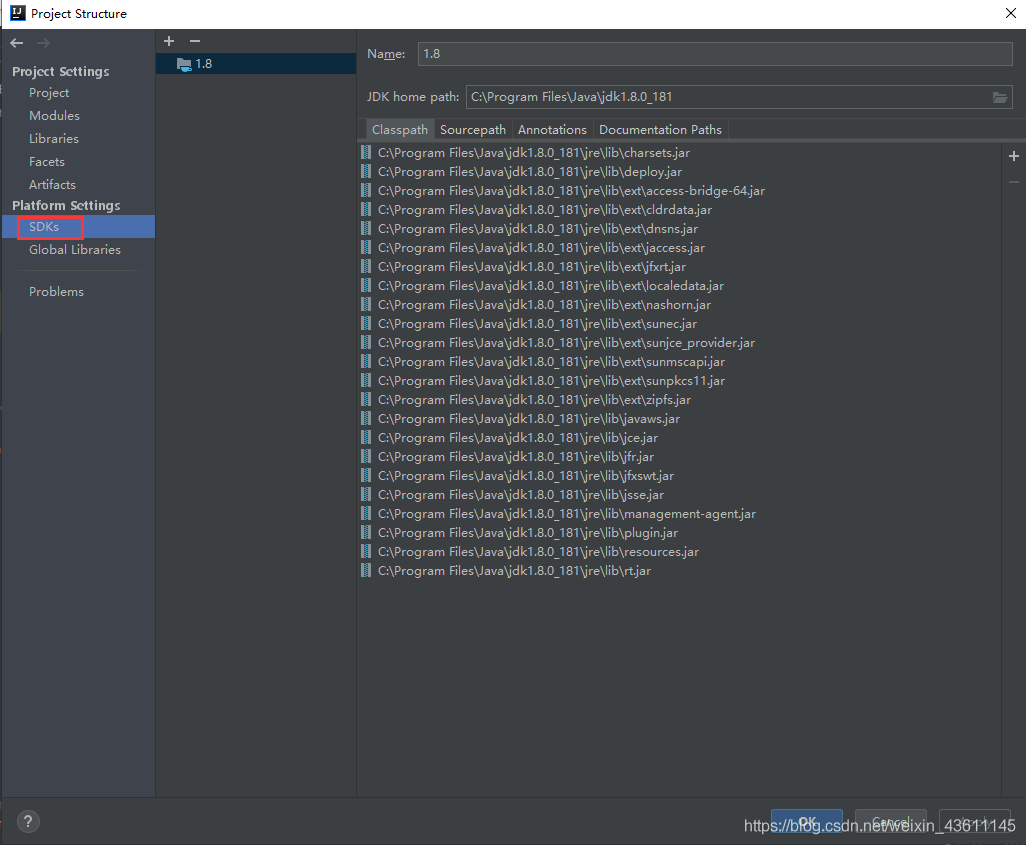 IJ Project Structure
Project Settings
Project
Modules
Libraries
Facets
Artifacts
Platform Settings
SDKs
Global Libraries
Problems
1.8
Name: 1.8
JDK home path: C:\Program Files\Java\jdk1.8.0_181
Classpath Sourcepath Annotations Documentation Paths
C:\Program Files\Java\jdk1.8.0_181\jre\lib\charsets.jar
C:\Program Files\Java\jdk1.8.0_181\jre\lib\deploy.jar
C:\Program Files\Java\jdk1.8.0_181\jre\lib\ext\access-bridge-64.jar
C:\Program Files\Java\jdk1.8.0_181\jre\lib\ext\cldrdata.jar
C:\Program Files\Java\jdk1.8.0_181\jre\lib\ext\dnsns.jar
C:\Program Files\Java\jdk1.8.0_181\jre\lib\ext\jaccess.jar
C:\Program Files\Java\jdk1.8.0_181\jre\lib\ext\jfxrt.jar
C:\Program Files\Java\jdk1.8.0_181\jre\lib\ext\localedata.jar
C:\Program Files\Java\jdk1.8.0_181\jre\lib\ext\nashorn.jar
C:\Program Files\Java\jdk1.8.0_181\jre\lib\ext\sunec.jar
C:\Program Files\Java\jdk1.8.0_181\jre\lib\ext\sunjce_provider.jar
C:\Program Files\Java\jdk1.8.0_181\jre\lib\ext\sunmscapi.jar
C:\Program Files\Java\jdk1.8.0_181\jre\lib\ext\sunpkcs11.jar
C:\Program Files\Java\jdk1.8.0_181\jre\lib\ext\zipfs.jar
C:\Program Files\Java\jdk1.8.0_181\jre\lib\javaws.jar
C:\Program Files\Java\jdk1.8.0_181\jre\lib\jce.jar
C:\Program Files\Java\jdk1.8.0_181\jre\lib\jfr.jar
C:\Program Files\Java\jdk1.8.0_181\jre\lib\jfxswt.jar
C:\Program Files\Java\jdk1.8.0_181\jre\lib\jsse.jar
C:\Program Files\Java\jdk1.8.0_181\jre\lib\management-agent.jar
C:\Program Files\Java\jdk1.8.0_181\jre\lib\plugin.jar
C:\Program Files\Java\jdk1.8.0_181\jre\lib\resources.jar
C:\Program Files\Java\jdk1.8.0_181\jre\lib\rt.jar
? OK Cancel
https://blog.csdn.net/weixin_43611145